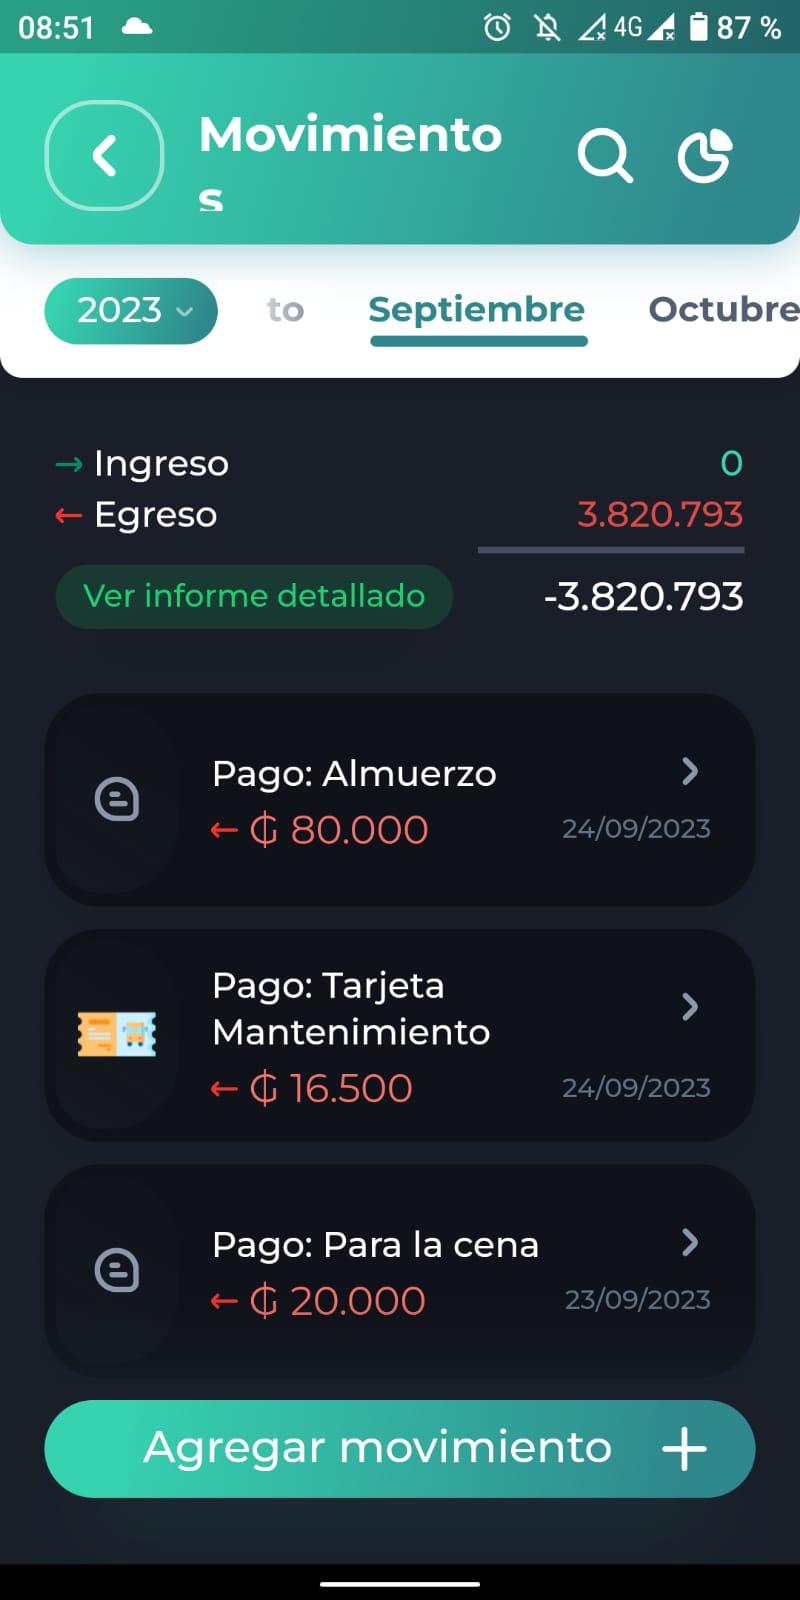 08:51 4G 87 %
Movimiento
s
2023 to Septiembre Octubre
→ Ingreso 0
← Egreso 3.820.793
Ver informe detallado -3.820.793
Pago: Almuerzo
← ₲ 80.000 24/09/2023
Pago: Tarjeta
Mantenimiento
← ₲ 16.500 24/09/2023
Pago: Para la cena
← ₲ 20.000 23/09/2023
Agregar movimiento +